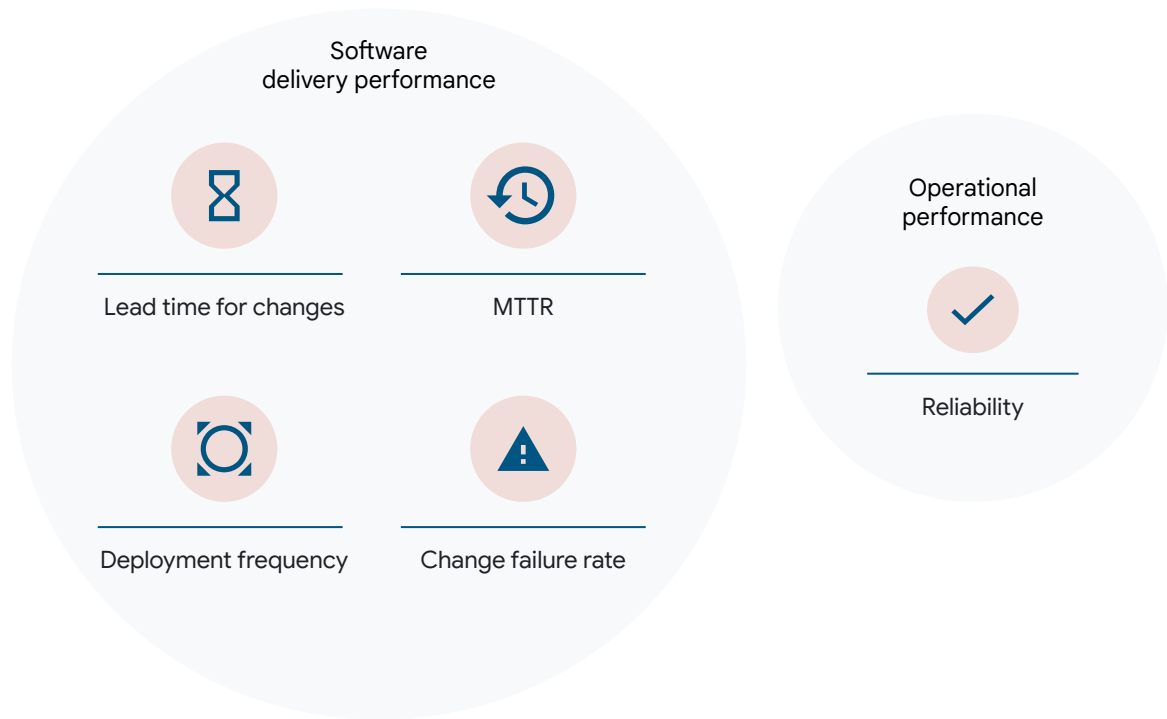 Software
delivery performance
Lead time for changes
MTTR
Deployment frequency
Change failure rate
Operational
performance
Reliability